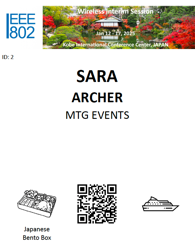 IEEE
802
Wireless Interim Session
Jan 12 - 17, 2025
Kobe International Conference Center, JAPAN
ID: 2
SARA
ARCHER
MTG EVENTS
Japanese
Bento Box